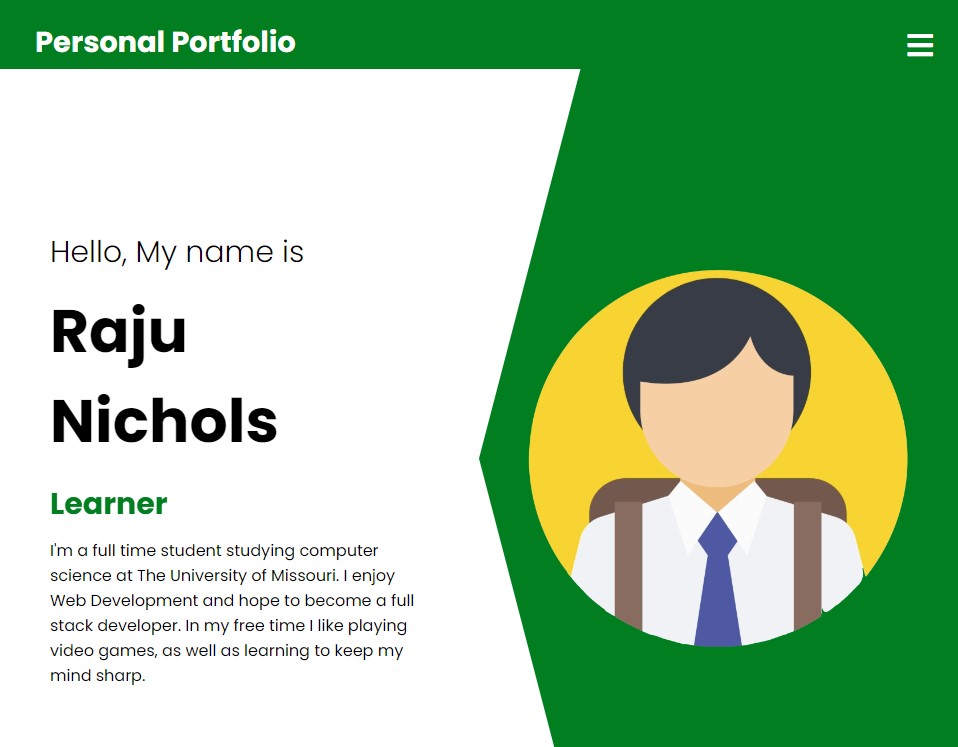 Personal Portfolio
Hello, My name is
Raju
Nichols
Learner
I'm a full time student studying computer
science at The University of Missouri. I enjoy
Web Development and hope to become a full
stack developer. In my free time I like playing
video games, as well as learning to keep my
mind sharp.